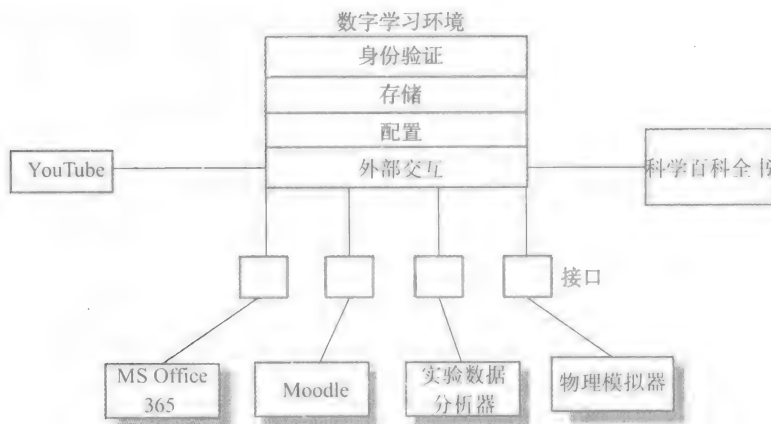 数字学习环境
身份验证
存储
配置
外部交互
YouTube
科学百科全书
接口
MS Office
365
Moodle
实验数据
分析器
物理模拟器